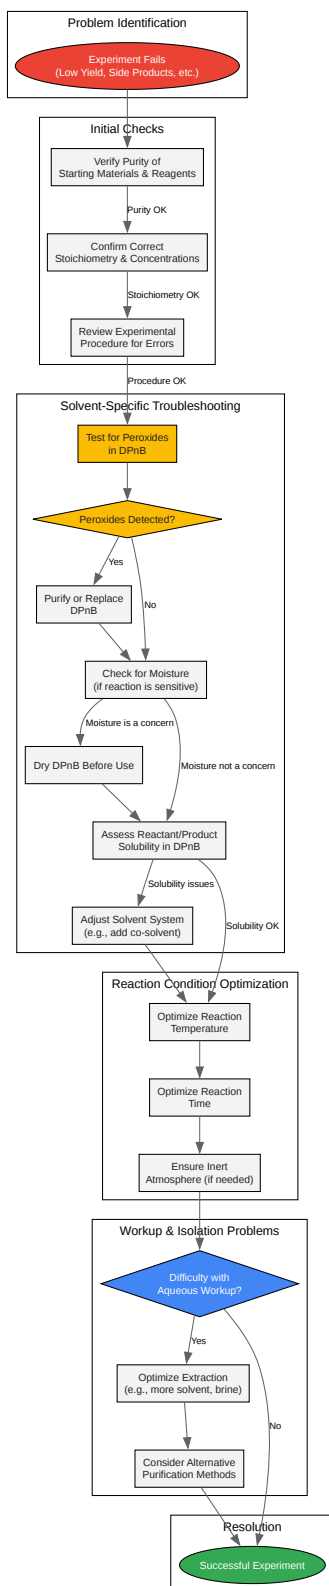 Problem Identification
Experiment Fails
(Low Yield, Side Products, etc.)
Initial Checks
Verify Purity of
Starting Materials & Reagents
Purity OK
Confirm Correct
Stoichiometry & Concentrations
Stoichiometry OK
Review Experimental
Procedure for Errors
Procedure OK
Solvent-Specific Troubleshooting
Test for Peroxides
in DPnB
Peroxides Detected?
Yes
Purify or Replace
DPnB
No
Check for Moisture
(if reaction is sensitive)
Moisture is a concern
Dry DPnB Before Use
Moisture not a concern
Assess Reactant/Product
Solubility in DPnB
Solubility issues
Adjust Solvent System
(e.g., add co-solvent)
Solubility OK
Reaction Condition Optimization
Optimize Reaction
Temperature
Optimize Reaction
Time
Ensure Inert
Atmosphere (if needed)
Workup & Isolation Problems
Difficulty with
Aqueous Workup?
Yes
Optimize Extraction
(e.g., more solvent, brine)
No
Consider Alternative
Purification Methods
Resolution
Successful Experiment